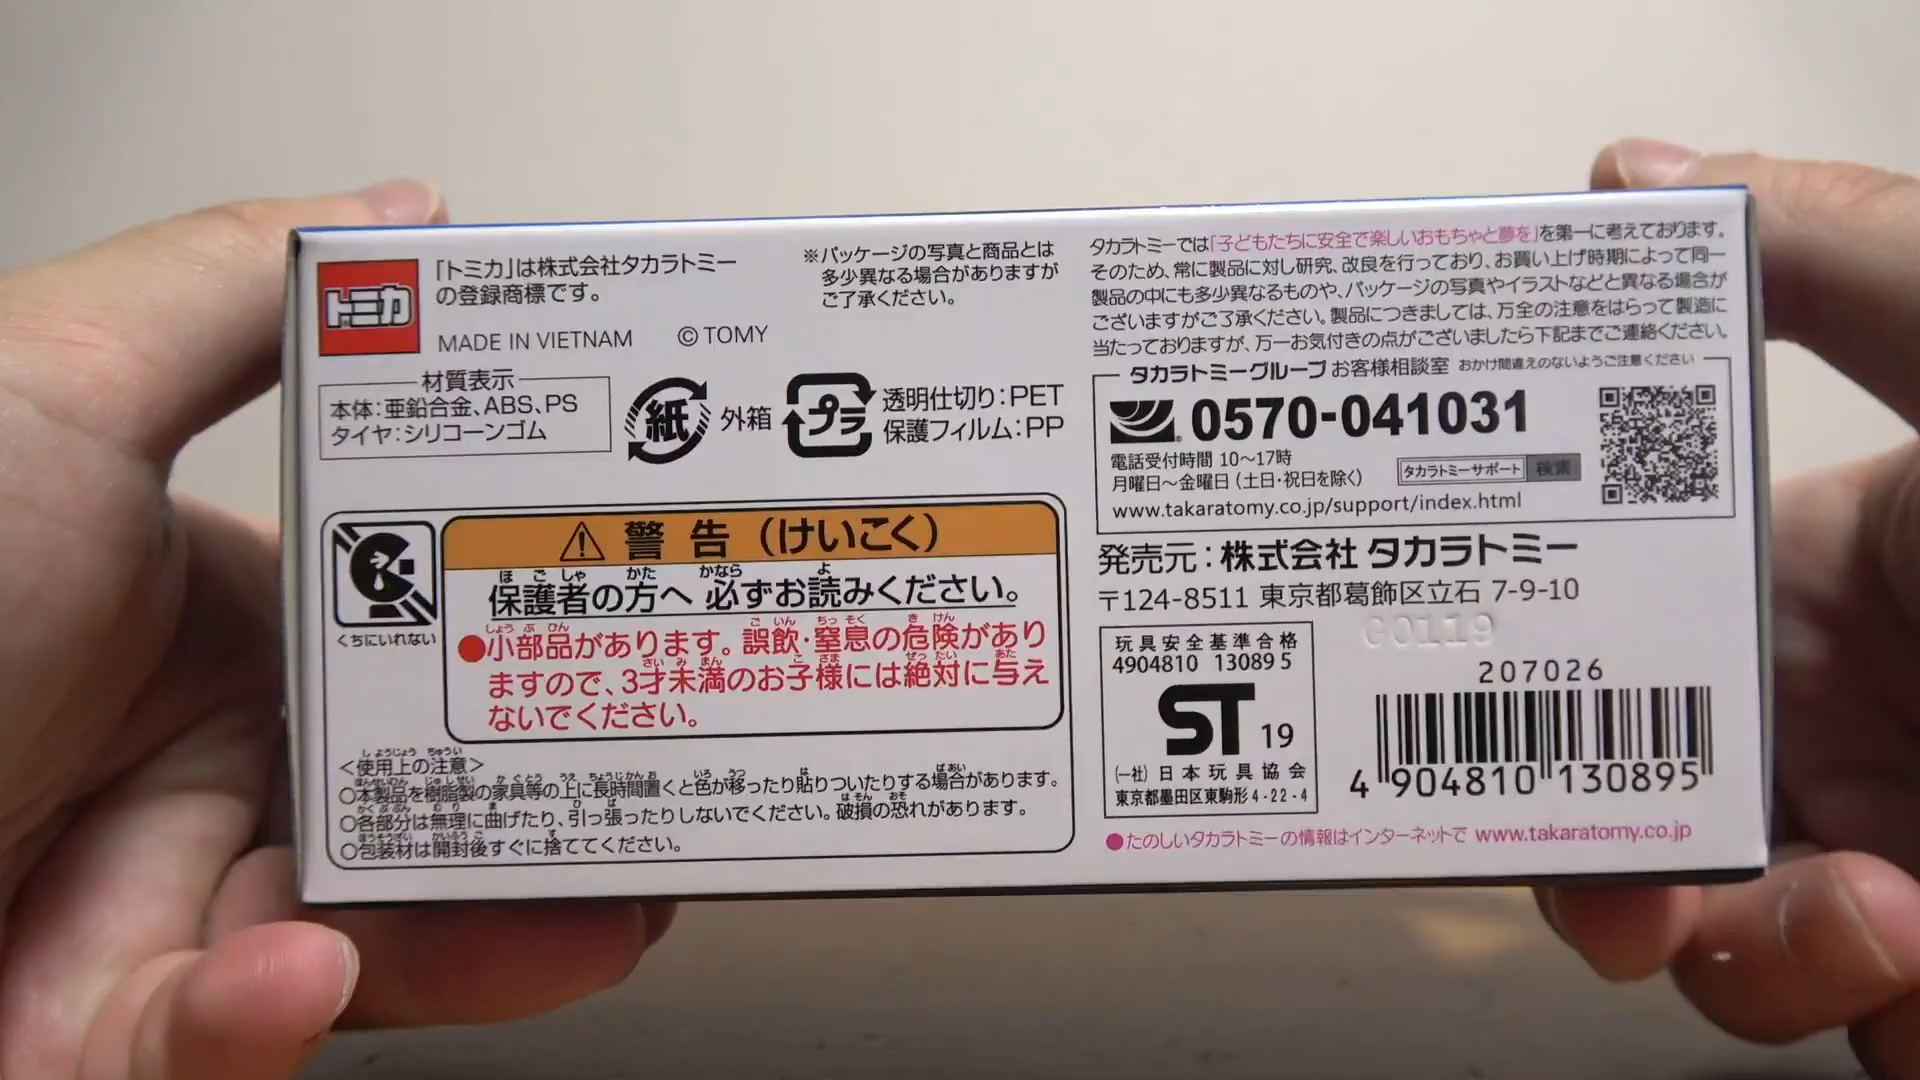 トミカ
「トミカ」は株式会社タカラトミー
の登録商標です。
MADE IN VIETNAM © TOMY
※パッケージの写真と商品とは
多少異なる場合がありますが
ご了承ください。
材質表示
本体:亜鉛合金、ABS、PS
タイヤ:シリコーンゴム
紙 外箱
プラ 透明仕切り:PET
保護フィルム:PP
くちにいれない
警告(けいこく)
保護者の方へ 必ずお読みください。
●小部品があります。誤飲・窒息の危険があり
ますので、3才未満のお子様には絶対に与え
ないでください。
<使用上の注意>
○本製品を樹脂製の家具等の上に長時間置くと色が移ったり貼りついたりする場合があります。
○各部分は無理に曲げたり、引っ張ったりしないでください。破損の恐れがあります。
○包装材は開封後すぐに捨ててください。
タカラトミーでは「子どもたちに安全で楽しいおもちゃと夢を」を第一に考えております。
そのため、常に製品に対し研究、改良を行っており、お買い上げ時期によって同一
製品の中にも多少異なるものや、パッケージの写真やイラストなどと異なる場合が
ございますがご了承ください。製品につきましては、万全の注意をはらって製造に
当たっておりますが、万一お気付きの点がございましたら下記までご連絡ください。
タカラトミーグループ お客様相談室 おかけ間違えのないようご注意ください
0570-041031
電話受付時間 10〜17時
月曜日〜金曜日(土日・祝日を除く)
タカラトミーサポート 検索
www.takaratomy.co.jp/support/index.html
発売元:株式会社 タカラトミー
〒124-8511 東京都葛飾区立石 7-9-10
G0119
玩具安全基準合格
4904810 130895
ST 19
(一社)日本玩具協会
東京都墨田区東駒形4-22-4
207026
4 904810 130895
●たのしいタカラトミーの情報はインターネットで www.takaratomy.co.jp